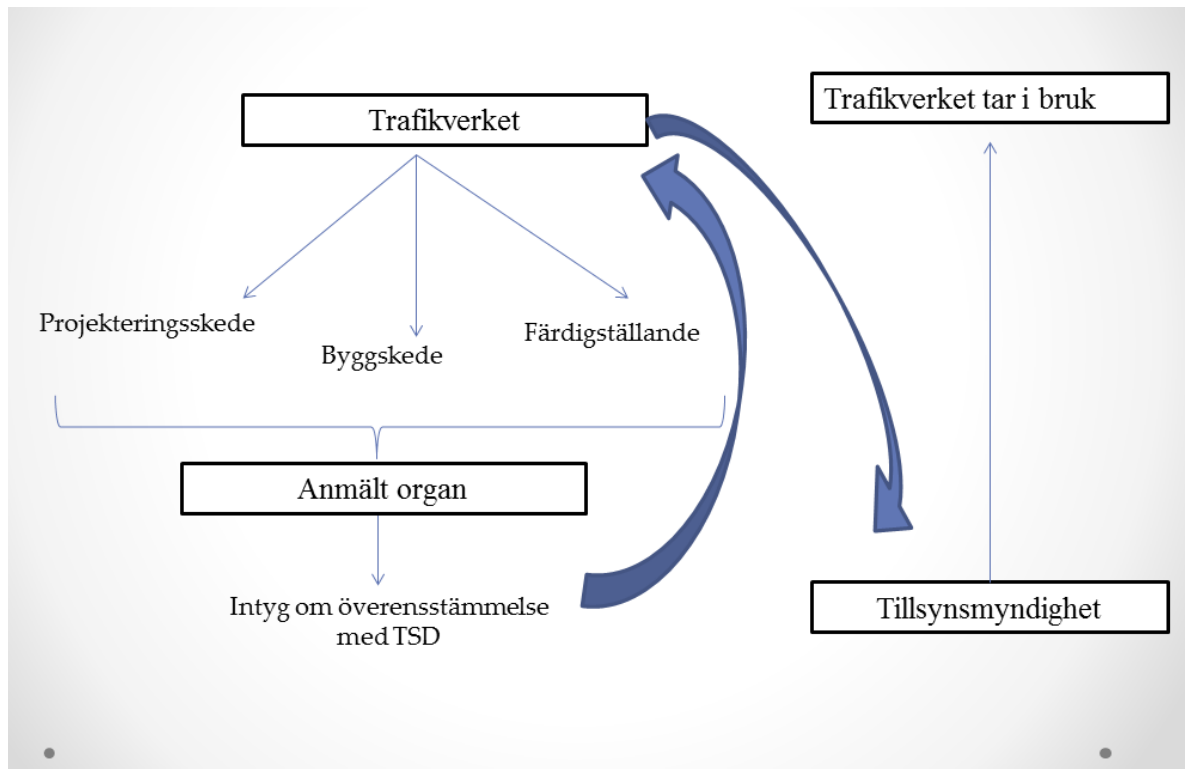 Trafikverket
Trafikverket tar i bruk
Projekteringsskede
Byggskede
Färdigställande
Anmält organ
Intyg om överensstämmelse
med TSD
Tillsynsmyndighet